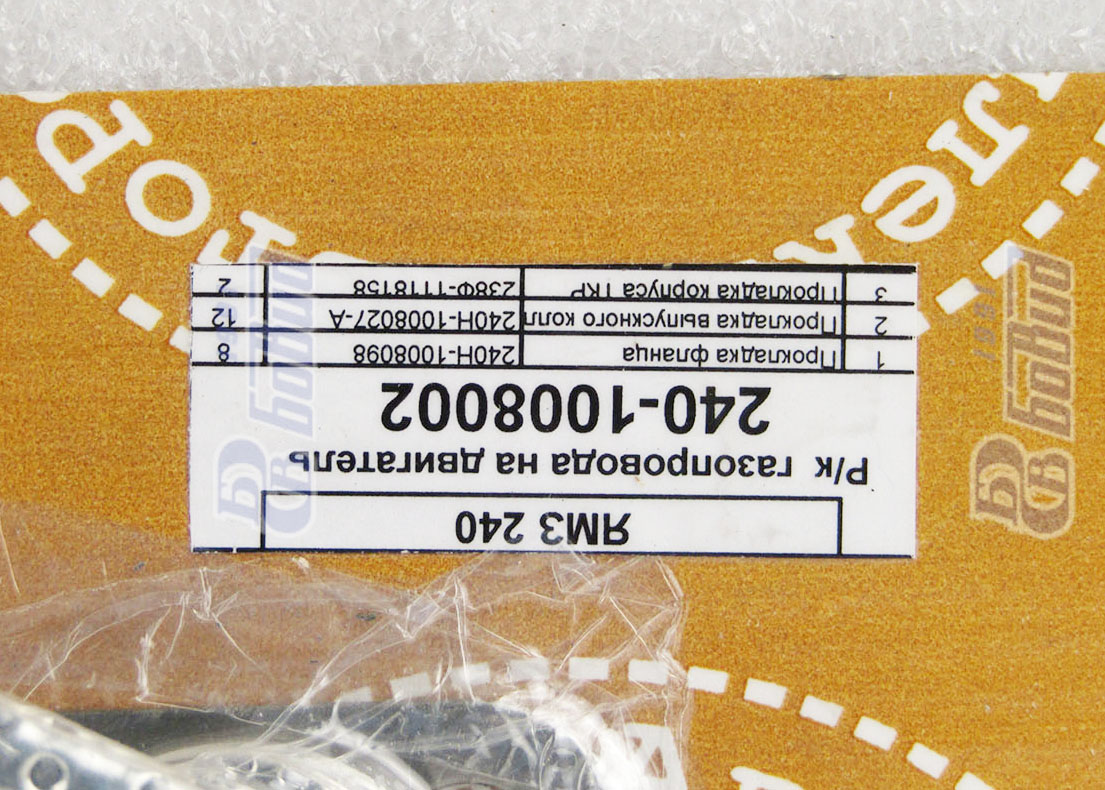 ЯМЗ 240
Р/к газопровода на двигатель
240-1008002
1 Прокладка фланца 240Н-1008098 8
2 Прокладка выпускного колл 240Н-1008027-А 12
3 Прокладка корпуса ТКР 238Ф-1118158 2